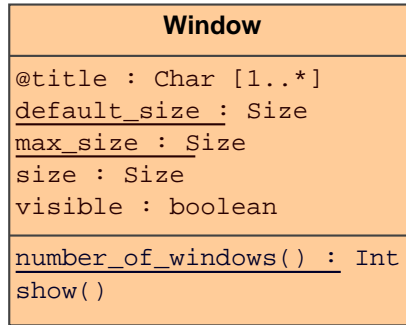 Window
@title : Char [1..*]
default_size : Size
max_size : Size
size : Size
visible : boolean
number_of_windows() : Int
show()